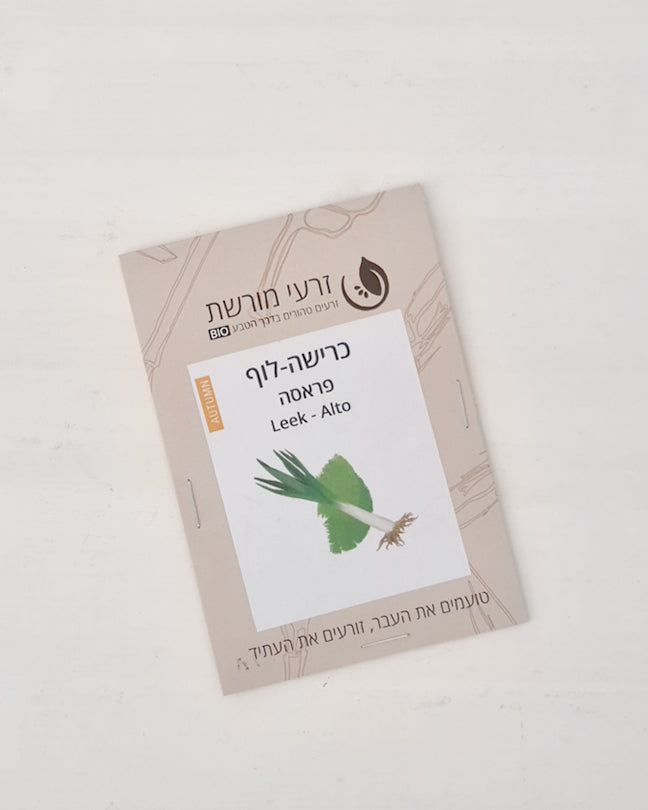 זרעי מורשת
זרעים טהורים בדרך הטבע BIO
כרישה-לוף
פראסה
Leek - Alto
AUTUMN
טועמים את העבר, זורעים את העתיד